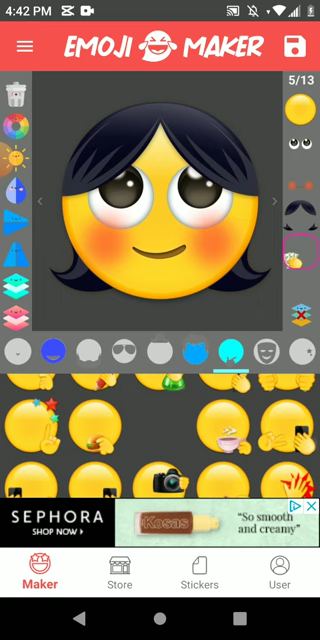 4:42 PM
EMOJI MAKER
5/13
SEPHORA
SHOP NOW ▸
Kosas
"So smooth
and creamy"
Maker
Store
Stickers
User